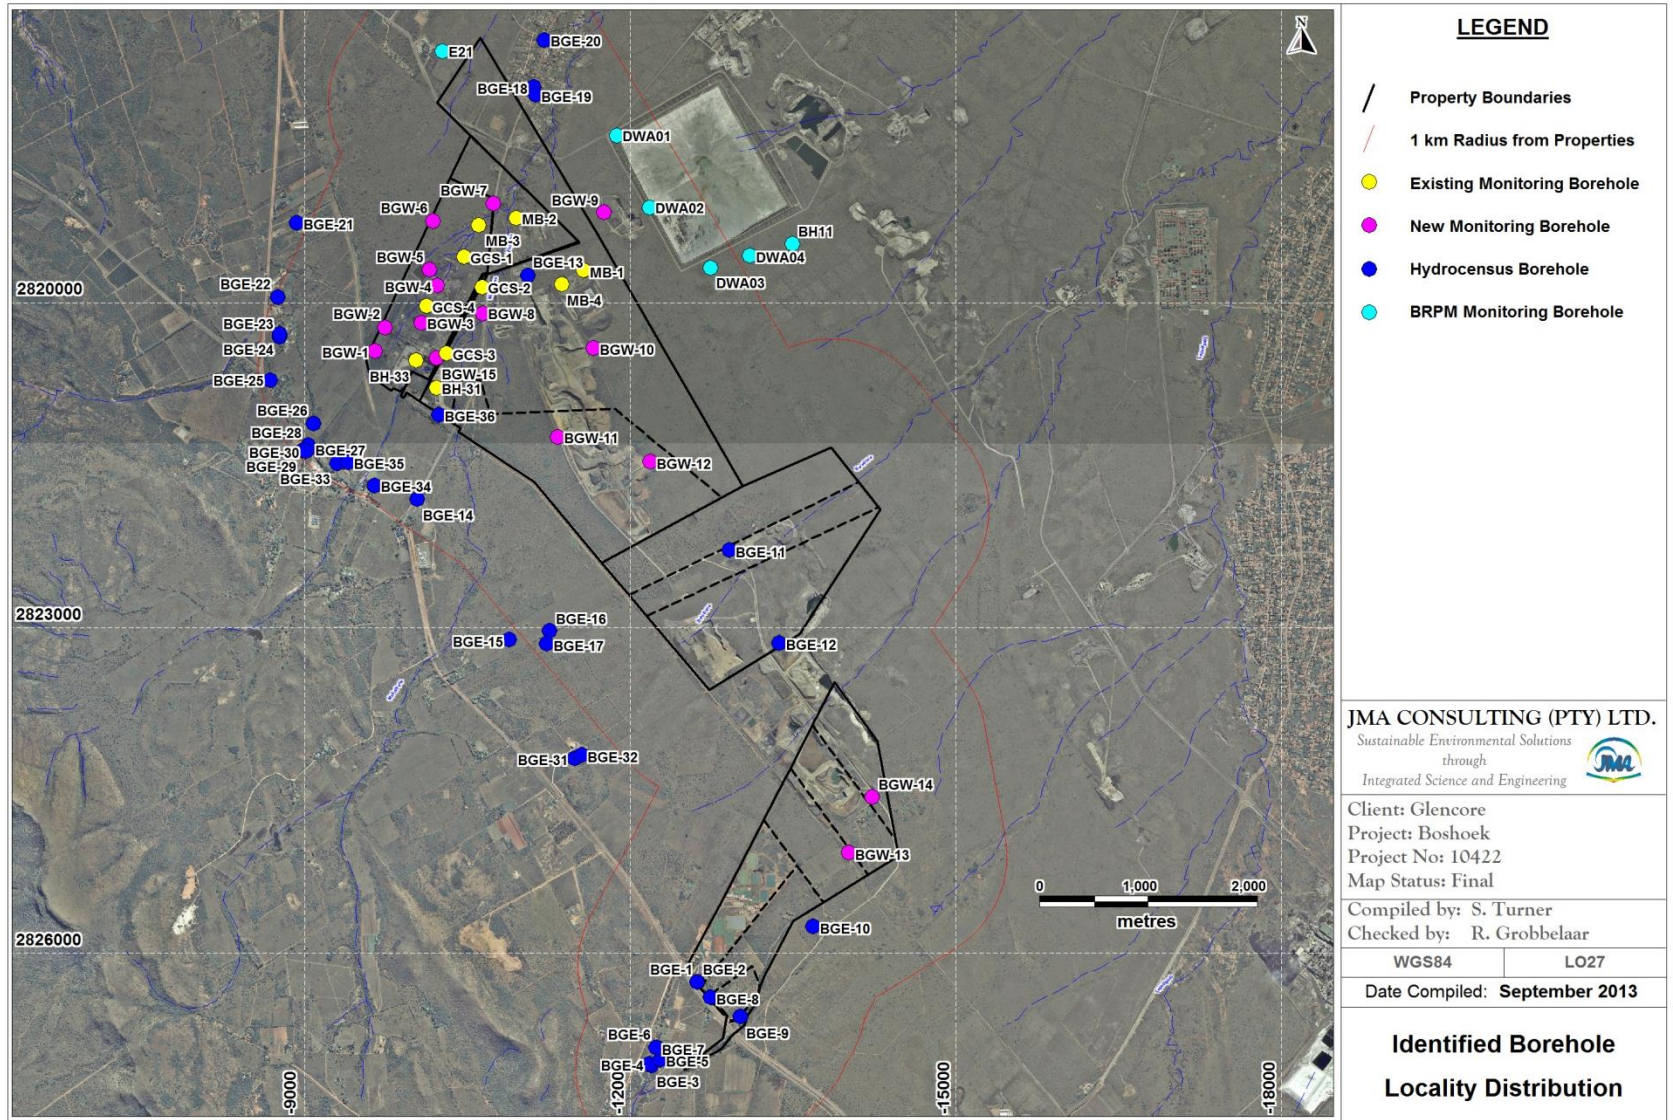 N
E21
BGE-20
BGE-18
BGE-19
DWA01
BGW-7
BGW-6
BGW-9
DWA02
MB-2
BGE-21
MB-3
BH11
BGW-5
GCS-1
BGE-13
DWA04
MB-1
DWA03
BGW-4
GCS-2
MB-4
BGE-22
2820000
GCS-4
BGW-8
BGW-2
BGW-3
BGE-23
BGE-24
BGW-1
GCS-3
BGW-10
BH-33
BGW-15
BGE-25
BH-31
BGE-26
BGE-36
BGE-28
BGW-11
BGE-30
BGE-27
BGE-29
BGE-35
BGW-12
BGE-33
BGE-34
BGE-14
BGE-11
2823000
BGE-16
BGE-15
BGE-17
BGE-12
BGE-31
BGE-32
BGW-14
BGW-13
0 1,000 2,000
metres
BGE-10
2826000
BGE-1
BGE-2
BGE-8
BGE-9
BGE-6
BGE-7
BGE-4
BGE-5
BGE-3
-9000
-12000
-15000
-18000
LEGEND
Property Boundaries
1 km Radius from Properties
Existing Monitoring Borehole
New Monitoring Borehole
Hydrocensus Borehole
BRPM Monitoring Borehole
JMA CONSULTING (PTY) LTD.
Sustainable Environmental Solutions
through
Integrated Science and Engineering
JMA
Client: Glencore
Project: Boshoek
Project No: 10422
Map Status: Final
Compiled by: S. Turner
Checked by: R. Grobbelaar
WGS84 LO27
Date Compiled: September 2013
Identified Borehole
Locality Distribution